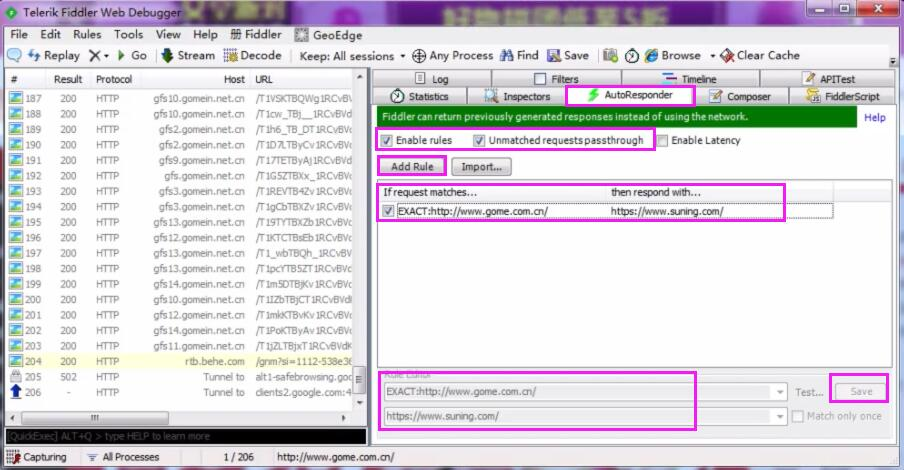 Telerik Fiddler Web Debugger
File Edit Rules Tools View Help Fiddler GeoEdge
Replay Go Stream Decode Keep: All sessions Any Process Find Save Browse Clear Cache
# Result Protocol Host URL
187 200 HTTP gfs10.gomein.net.cn /T1VSKTBQWg1RCvBV
188 200 HTTP gfs10.gomein.net.cn /T1cw_TBj__1RCvBVd
189 200 HTTP gfs2.gomein.net.cn /T1h6_TB_DT1RCvBVd
190 200 HTTP gfs2.gomein.net.cn /T1D7LTByCv1RCvBVd
191 200 HTTP gfs9.gomein.net.cn /T17TETByAj1RCvBVd
192 200 HTTP gfs.gomein.net.cn /T1GSZTBXx_1RCvBVd
193 200 HTTP gfs3.gomein.net.cn /T1REVTB4Zv1RCvBVd
194 200 HTTP gfs3.gomein.net.cn /T1gCbTBXZv1RCvBVd
195 200 HTTP gfs10.gomein.net.cn /T19TYTBXZb1RCvBVd
196 200 HTTP gfs12.gomein.net.cn /T1KTCTBsEb1RCvBVd
197 200 HTTP gfs13.gomein.net.cn /T1_wbTBQh_1RCvBVd
198 200 HTTP gfs13.gomein.net.cn /T1pcYTB5ZT1RCvBVd
199 200 HTTP gfs14.gomein.net.cn /T1m5DTBjKv1RCvBVd
200 200 HTTP gfs10.gomein.net.cn /T1IZbTBjCT1RCvBVd
201 200 HTTP gfs12.gomein.net.cn /T1mkKTBvKv1RCvBVd
202 200 HTTP gfs14.gomein.net.cn /T1PoKTByAv1RCvBVd
203 200 HTTP gfs11.gomein.net.cn /T1jZLTBjxT1RCvBVd
204 200 HTTP rtb.behe.com /gnm?si=1112-538e36
205 502 HTTP Tunnel to alt1-safebrowsing.goo
206 - HTTP Tunnel to clients2.google.com:4
[QuickExec] ALT+Q > type HELP to learn more
Capturing All Processes 1 / 206 http://www.gome.com.cn/
Log Filters Timeline APITest
Statistics Inspectors AutoResponder Composer FiddlerScript
Fiddler can return previously generated responses instead of using the network. Help
Enable rules Unmatched requests passthrough Enable Latency
Add Rule Import...
If request matches... then respond with...
EXACT:http://www.gome.com.cn/ https://www.suning.com/
Rule Editor
EXACT:http://www.gome.com.cn/ Test... Save
https://www.suning.com/ Match only once